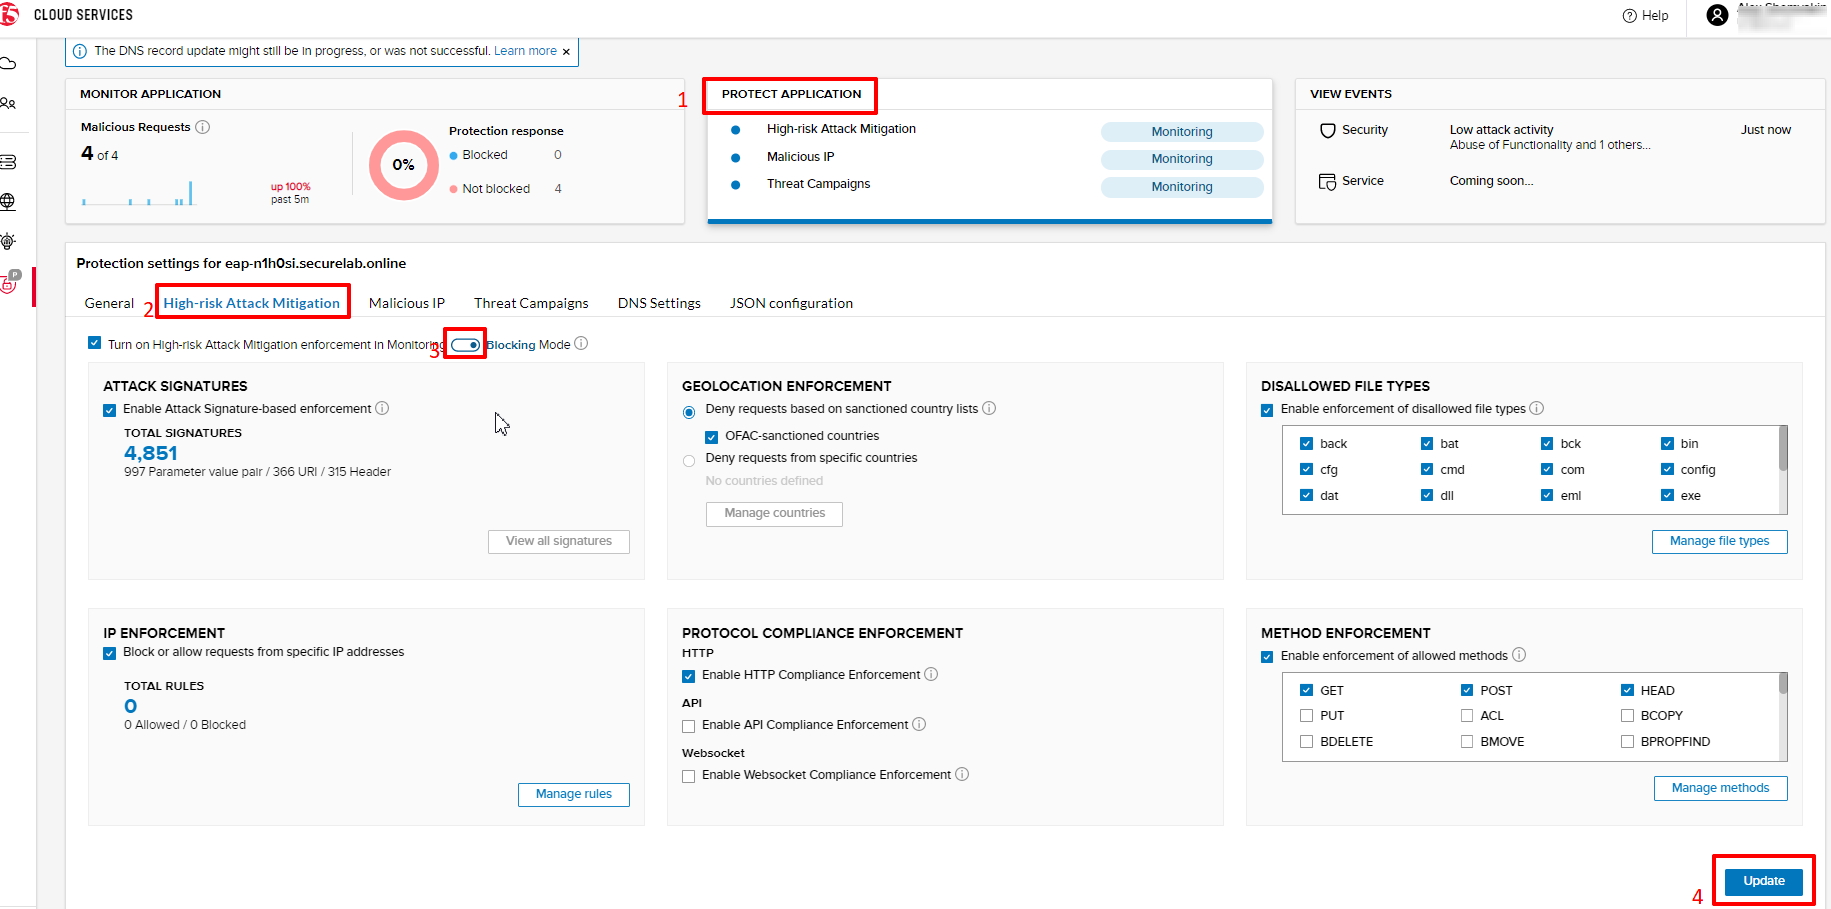 f5 CLOUD SERVICES
Help
The DNS record update might still be in progress, or was not successful. Learn more ×
MONITOR APPLICATION
Malicious Requests
4 of 4
up 100%
past 5m
0%
Protection response
Blocked 0
Not blocked 4
1
PROTECT APPLICATION
High-risk Attack Mitigation Monitoring
Malicious IP Monitoring
Threat Campaigns Monitoring
VIEW EVENTS
Security Low attack activity Just now
Abuse of Functionality and 1 others...
Service Coming soon...
P
Protection settings for eap-n1h0si.securelab.online
General 2 High-risk Attack Mitigation Malicious IP Threat Campaigns DNS Settings JSON configuration
Turn on High-risk Attack Mitigation enforcement in Monitoring 3 Blocking Mode
ATTACK SIGNATURES
Enable Attack Signature-based enforcement
TOTAL SIGNATURES
4,851
997 Parameter value pair / 366 URI / 315 Header
View all signatures
GEOLOCATION ENFORCEMENT
Deny requests based on sanctioned country lists
OFAC-sanctioned countries
Deny requests from specific countries
No countries defined
Manage countries
DISALLOWED FILE TYPES
Enable enforcement of disallowed file types
back bat bck bin
cfg cmd com config
dat dll eml exe
Manage file types
IP ENFORCEMENT
Block or allow requests from specific IP addresses
TOTAL RULES
0
0 Allowed / 0 Blocked
Manage rules
PROTOCOL COMPLIANCE ENFORCEMENT
HTTP
Enable HTTP Compliance Enforcement
API
Enable API Compliance Enforcement
Websocket
Enable Websocket Compliance Enforcement
METHOD ENFORCEMENT
Enable enforcement of allowed methods
GET POST HEAD
PUT ACL BCOPY
BDELETE BMOVE BPROPFIND
Manage methods
4 Update